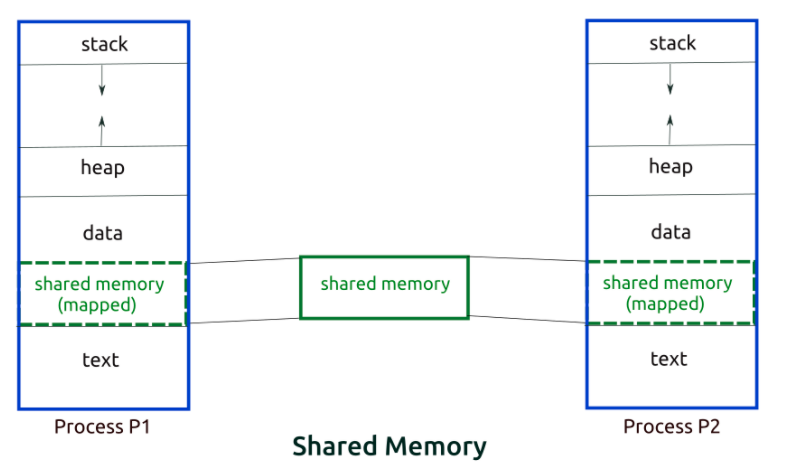 stack
heap
data
shared memory
(mapped)
text
Process P1
shared memory
stack
heap
data
shared memory
(mapped)
text
Process P2
Shared Memory